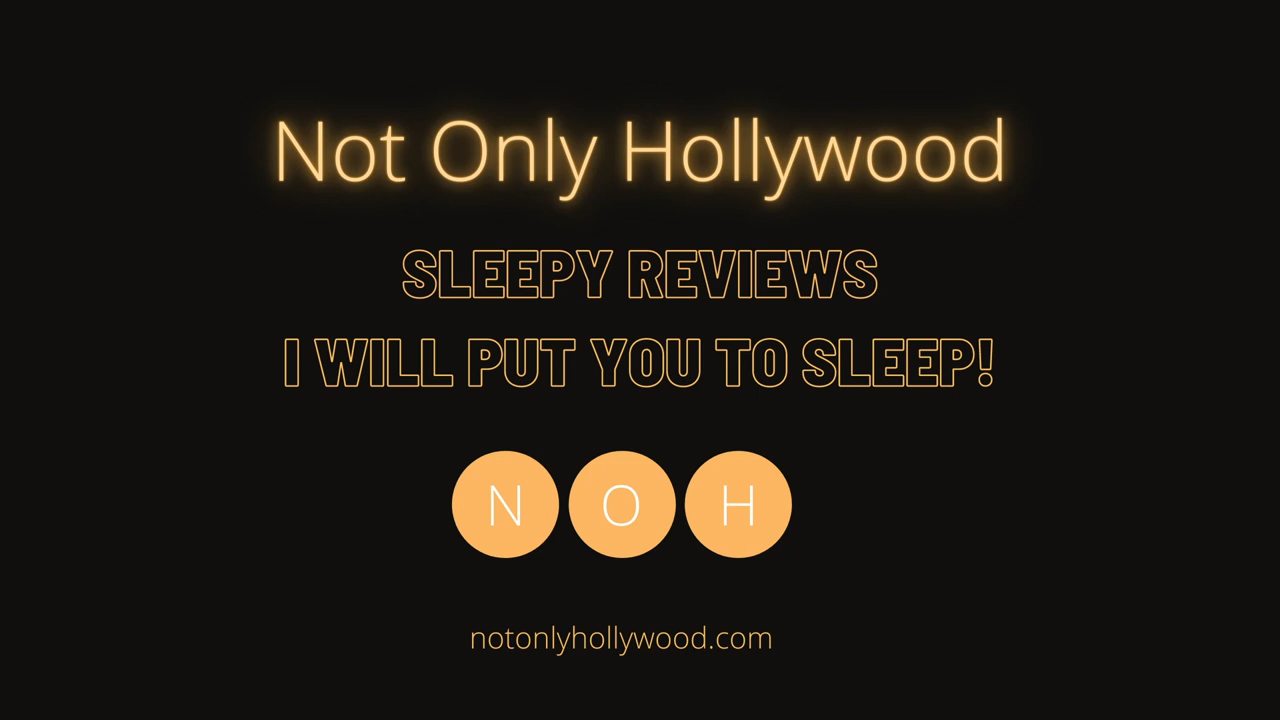 Not Only Hollywood
SLEEPY REVIEWS
I WILL PUT YOU TO SLEEP!
N O H
notonlyhollywood.com